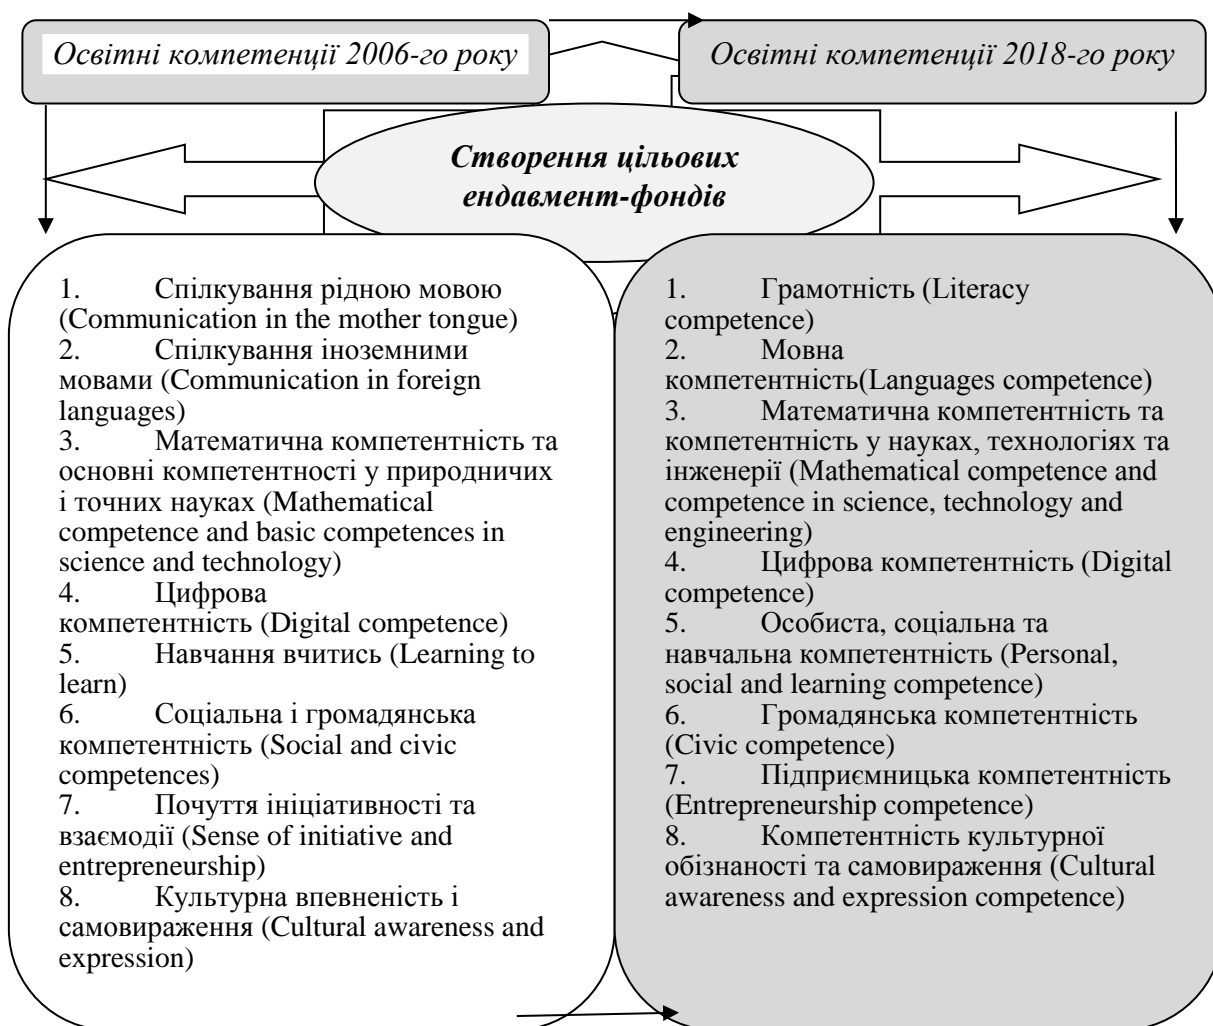 Освітні компетенції 2006-го року
Освітні компетенції 2018-го року
Створення цільових
ендавмент-фондів
1. Спілкування рідною мовою
(Communication in the mother tongue)
2. Спілкування іноземними
мовами (Communication in foreign
languages)
3. Математична компетентність та
основні компетентності у природничих
і точних науках (Mathematical
competence and basic competences in
science and technology)
4. Цифрова
компетентність (Digital competence)
5. Навчання вчитись (Learning to
learn)
6. Соціальна і громадянська
компетентність (Social and civic
competences)
7. Почуття ініціативності та
взаємодії (Sense of initiative and
entrepreneurship)
8. Культурна впевненість і
самовираження (Cultural awareness and
expression)
1. Грамотність (Literacy
competence)
2. Мовна
компетентність(Languages competence)
3. Математична компетентність та
компетентність у науках, технологіях та
інженерії (Mathematical competence and
competence in science, technology and
engineering)
4. Цифрова компетентність (Digital
competence)
5. Особиста, соціальна та
навчальна компетентність (Personal,
social and learning competence)
6. Громадянська компетентність
(Civic competence)
7. Підприємницька компетентність
(Entrepreneurship competence)
8. Компетентність культурної
обізнаності та самовираження (Cultural
awareness and expression competence)